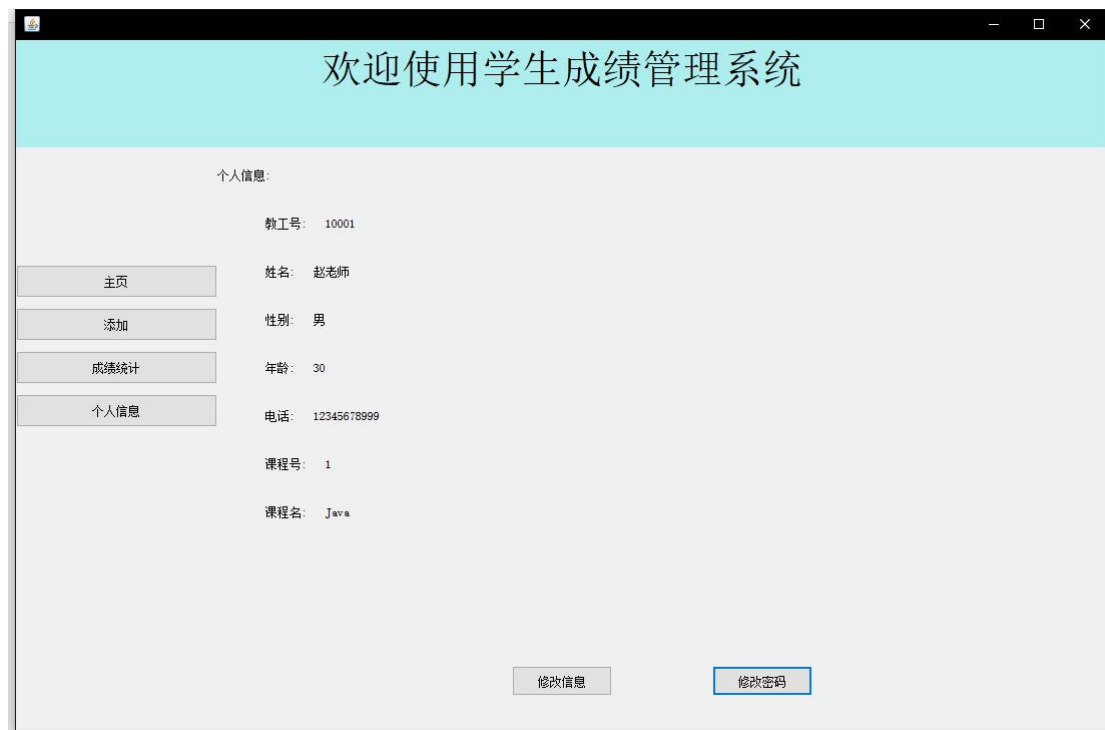 欢迎使用学生成绩管理系统
个人信息:
教工号: 10001
姓名: 赵老师
性别: 男
年龄: 30
电话: 12345678999
课程号: 1
课程名: Java
主页
添加
成绩统计
个人信息
修改信息
修改密码